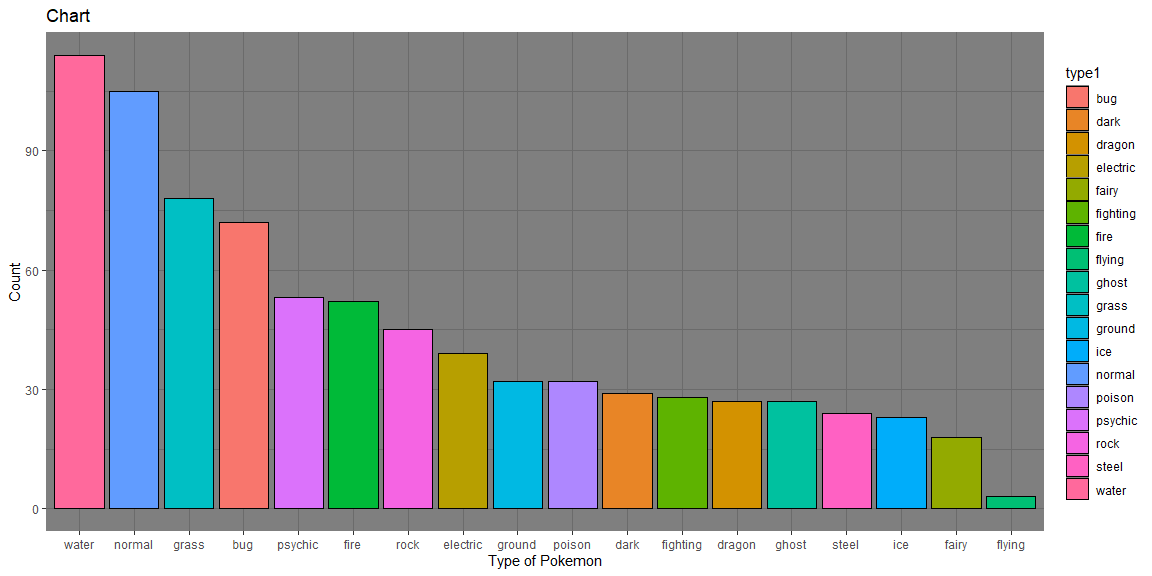 Chart
Count
90
60
30
0
water normal grass bug psychic fire rock electric ground poison dark fighting dragon ghost steel ice fairy flying
Type of Pokemon
type1
bug
dark
dragon
electric
fairy
fighting
fire
flying
ghost
grass
ground
ice
normal
poison
psychic
rock
steel
water